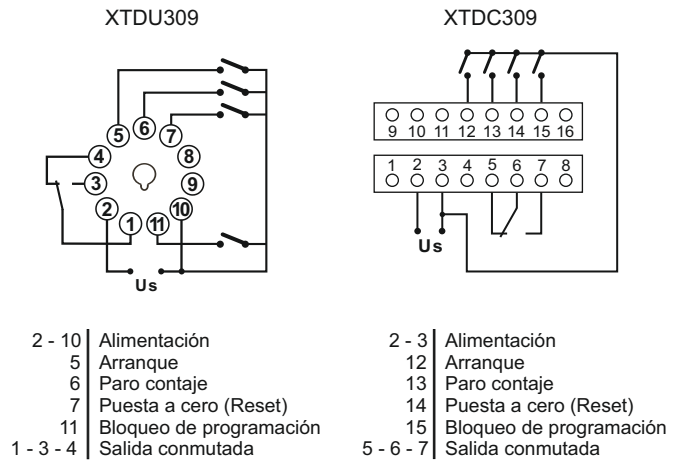 XTDU309
5
6
7
4
8
3
9
2
10
1
11
Us
2 - 10 Alimentación
5 Arranque
6 Paro contaje
7 Puesta a cero (Reset)
11 Bloqueo de programación
1 - 3 - 4 Salida conmutada
XTDC309
9 10 11 12 13 14 15 16
1 2 3 4 5 6 7 8
Us
2 - 3 Alimentación
12 Arranque
13 Paro contaje
14 Puesta a cero (Reset)
15 Bloqueo de programación
5 - 6 - 7 Salida conmutada